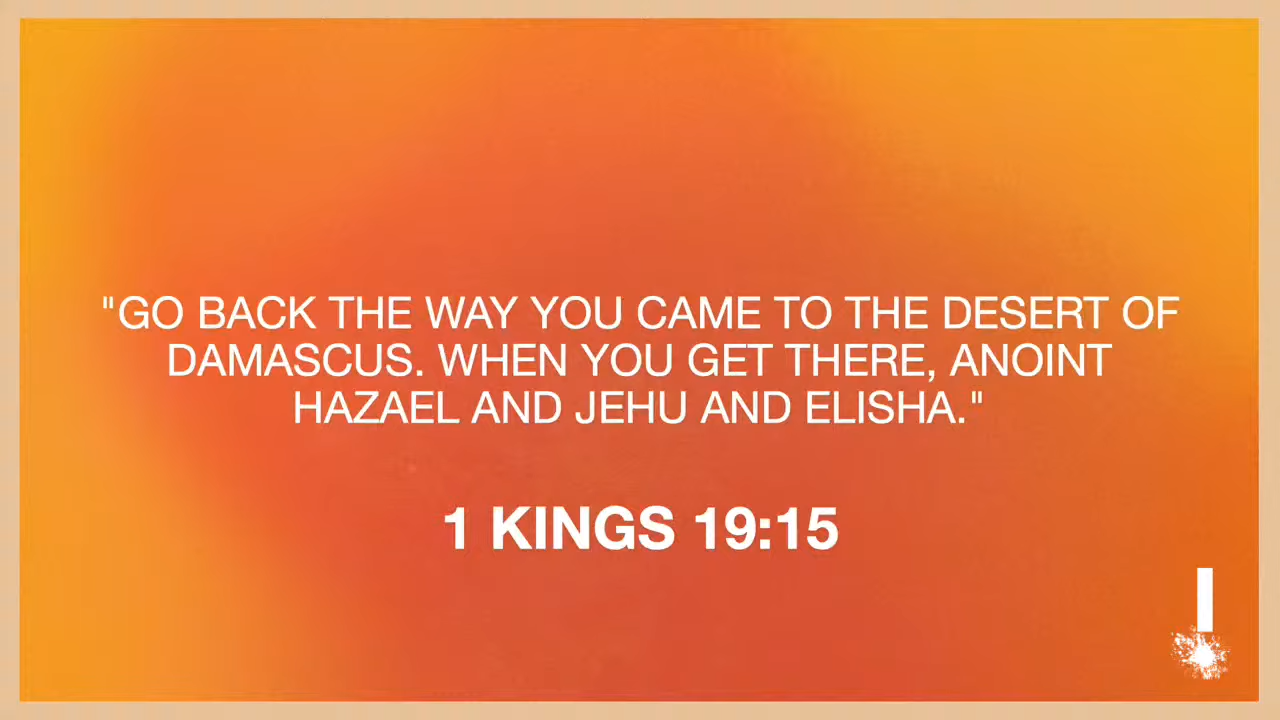 "GO BACK THE WAY YOU CAME TO THE DESERT OF
DAMASCUS. WHEN YOU GET THERE, ANOINT
HAZAEL AND JEHU AND ELISHA."
1 KINGS 19:15